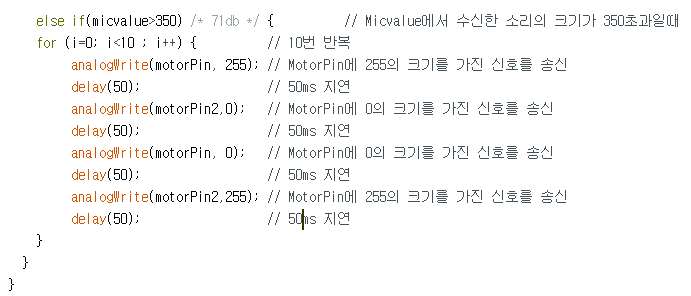 else if(micvalue>350) /* 71db */ { // Micvalue에서 수신한 소리의 크기가 350초과일때
for (i=0; i<10 ; i++) { // 10번 반복
analogWrite(motorPin, 255); // MotorPin에 255의 크기를 가진 신호를 송신
delay(50); // 50ms 지연
analogWrite(motorPin2,0); // MotorPin에 0의 크기를 가진 신호를 송신
delay(50); // 50ms 지연
analogWrite(motorPin, 0); // MotorPin에 0의 크기를 가진 신호를 송신
delay(50); // 50ms 지연
analogWrite(motorPin2,255); // MotorPin에 255의 크기를 가진 신호를 송신
delay(50); // 50ms 지연
}
}
}